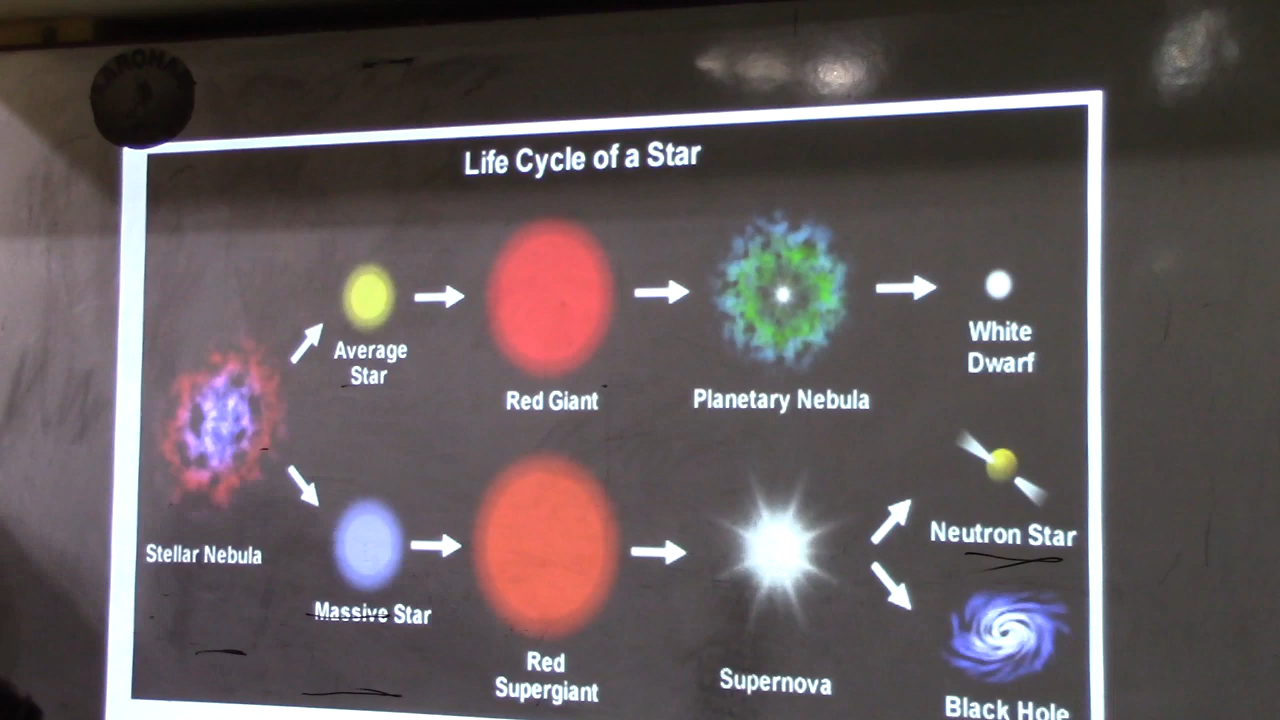 Life Cycle of a Star
Average
Star
Red Giant
Planetary Nebula
White
Dwarf
Stellar Nebula
Massive Star
Red
Supergiant
Supernova
Neutron Star
Black Hole